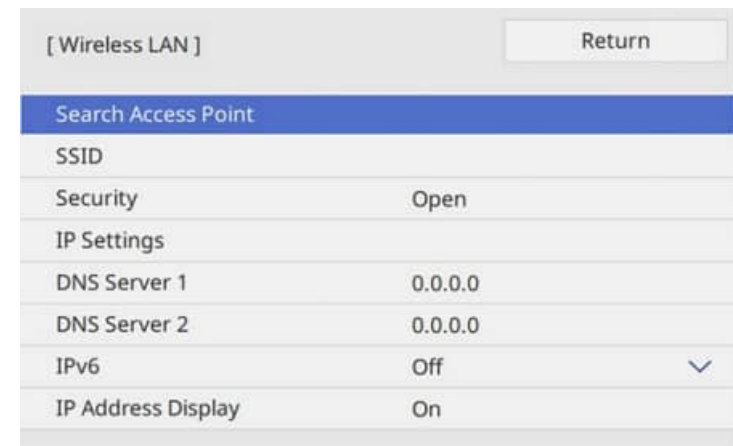 [ Wireless LAN ] Return
Search Access Point
SSID
Security Open
IP Settings
DNS Server 1 0.0.0.0
DNS Server 2 0.0.0.0
IPv6 Off
IP Address Display On